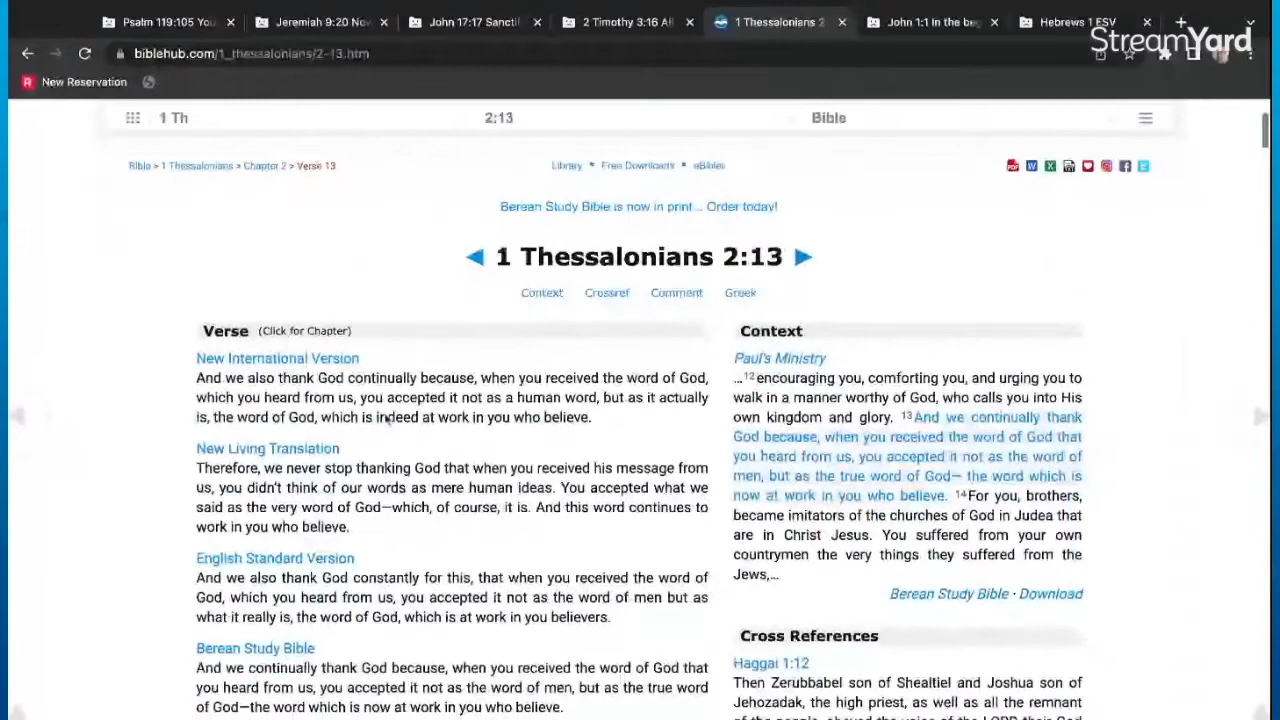 Psalm 119:105 You
Jeremiah 9:20 Nov
John 17:17 Sanctif
2 Timothy 3:16 All
1 Thessalonians 2
John 1:1 In the beg
Hebrews 1 ESV
StreamYard
biblehub.com/1_thessalonians/2-13.htm
New Reservation
1 Th
2:13
Bible
Bible > 1 Thessalonians > Chapter 2 > Verse 13
Library ▪ Free Downloads ▪ eBibles
Berean Study Bible is now in print... Order today!
◄ 1 Thessalonians 2:13 ►
Context Crossref Comment Greek
Verse (Click for Chapter)
New International Version
And we also thank God continually because, when you received the word of God,
which you heard from us, you accepted it not as a human word, but as it actually
is, the word of God, which is indeed at work in you who believe.
New Living Translation
Therefore, we never stop thanking God that when you received his message from
us, you didn't think of our words as mere human ideas. You accepted what we
said as the very word of God—which, of course, it is. And this word continues to
work in you who believe.
English Standard Version
And we also thank God constantly for this, that when you received the word of
God, which you heard from us, you accepted it not as the word of men but as
what it really is, the word of God, which is at work in you believers.
Berean Study Bible
And we continually thank God because, when you received the word of God that
you heard from us, you accepted it not as the word of men, but as the true word
of God—the word which is now at work in you who believe.
Context
Paul's Ministry
…12encouraging you, comforting you, and urging you to
walk in a manner worthy of God, who calls you into His
own kingdom and glory. 13And we continually thank
God because, when you received the word of God that
you heard from us, you accepted it not as the word of
men, but as the true word of God— the word which is
now at work in you who believe. 14For you, brothers,
became imitators of the churches of God in Judea that
are in Christ Jesus. You suffered from your own
countrymen the very things they suffered from the
Jews,…
Berean Study Bible · Download
Cross References
Haggai 1:12
Then Zerubbabel son of Shealtiel and Joshua son of
Jehozadak, the high priest, as well as all the remnant
of the people, obeyed the voice of the LORD their God